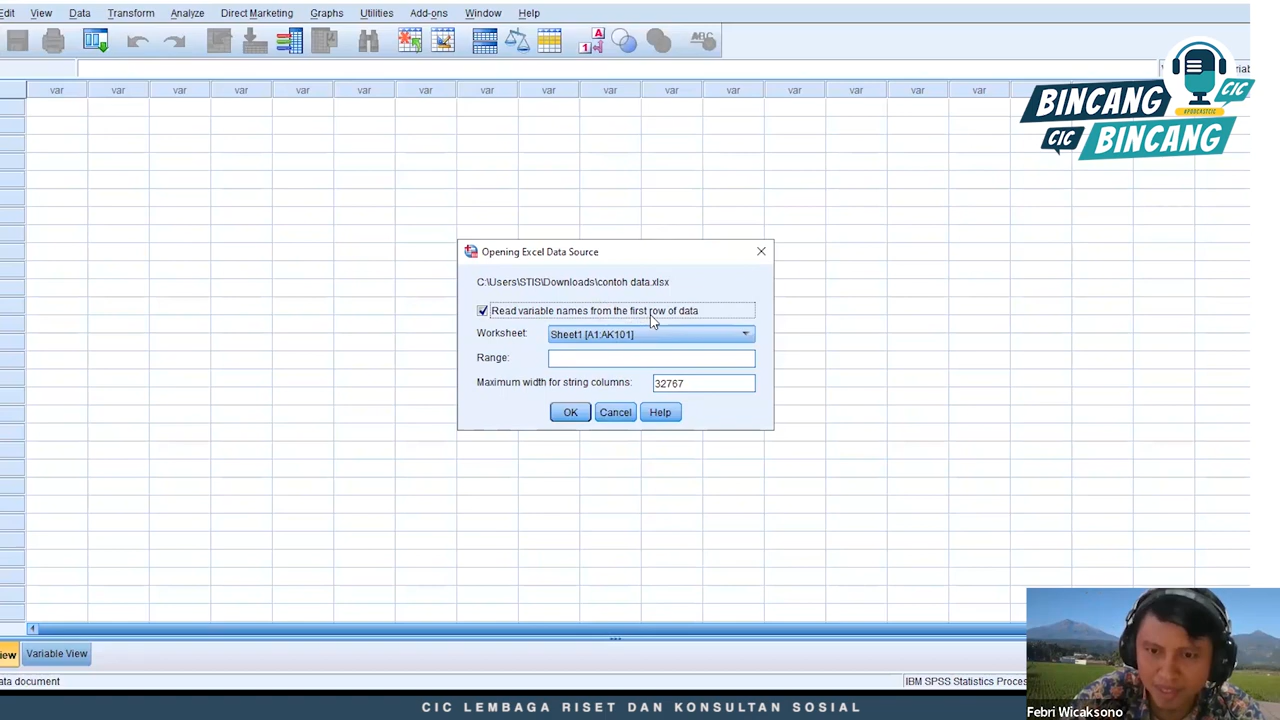 Edit View Data Transform Analyze Direct Marketing Graphs Utilities Add-ons Window Help
var var var var var var var var var var var var var var var var
BINCANG CIC
#PODCASTCIC
CIC BINCANG
Opening Excel Data Source
C:\Users\STIS\Downloads\contoh data.xlsx
Read variable names from the first row of data
Worksheet: Sheet1 [A1:AK101]
Range:
Maximum width for string columns: 32767
OK Cancel Help
Variable View
IBM SPSS Statistics
Febri Wicaksono
CIC LEMBAGA RISET DAN KONSULTAN SOSIAL